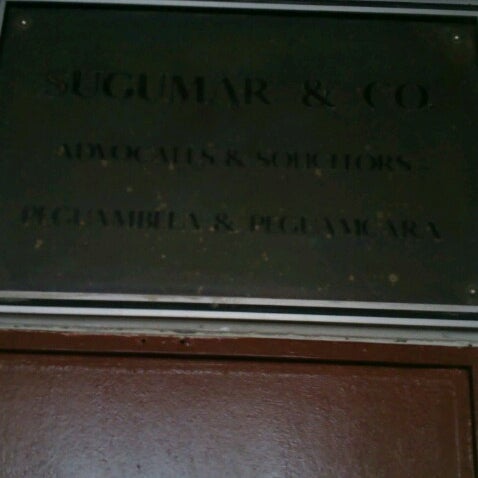 SUGUMAR & CO.
ADVOCATES & SOLICITORS
PEGUAMBELA & PEGUAMCARA